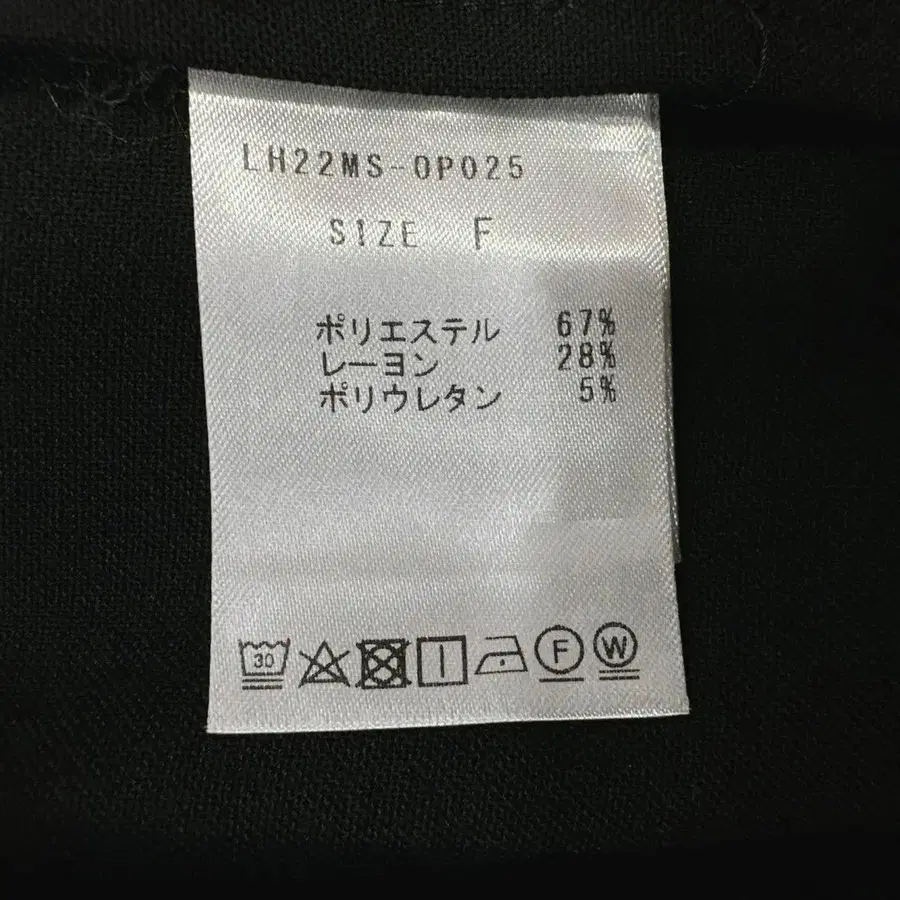 LH22MS-OP025
SIZE F
ポリエステル 67%
レーヨン 28%
ポリウレタン 5%
30 F W